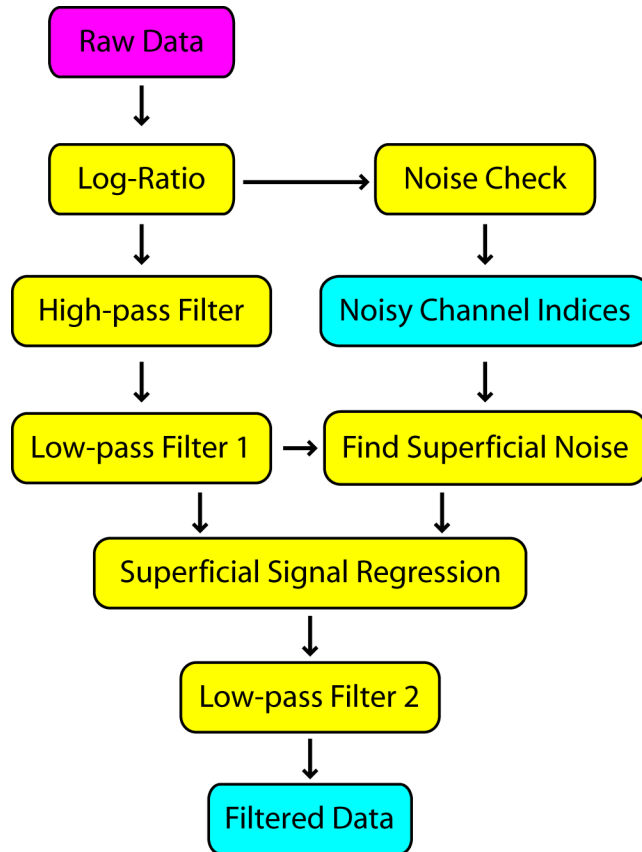 Raw Data
Log-Ratio
Noise Check
High-pass Filter
Noisy Channel Indices
Low-pass Filter 1
Find Superficial Noise
Superficial Signal Regression
Low-pass Filter 2
Filtered Data